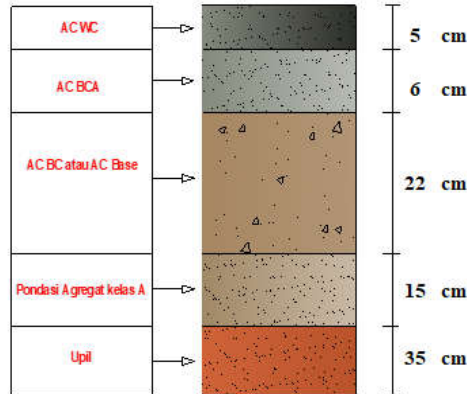 AC WC
5 cm
AC BCA
6 cm
AC BC atau AC Base
22 cm
Pondasi Agregat kelas A
15 cm
Upil
35 cm